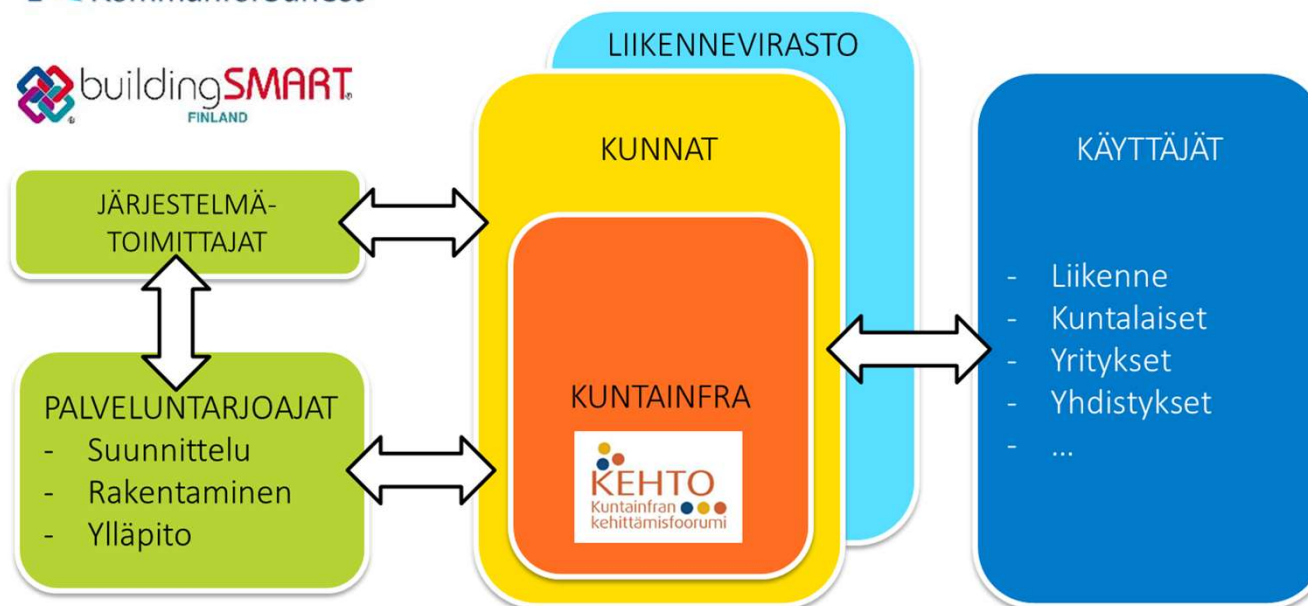 buildingSMART®
FINLAND
JÄRJESTELMÄ-
TOIMITTAJAT
PALVELUNTARJOAJAT
- Suunnittelu
- Rakentaminen
- Ylläpito
LIIKENNEVIRASTO
KUNNAT
KUNTAINFRA
KEHTO
Kuntainfran
kehittämisfoorumi
KÄYTTÄJÄT
- Liikenne
- Kuntalaiset
- Yritykset
- Yhdistykset
- ...